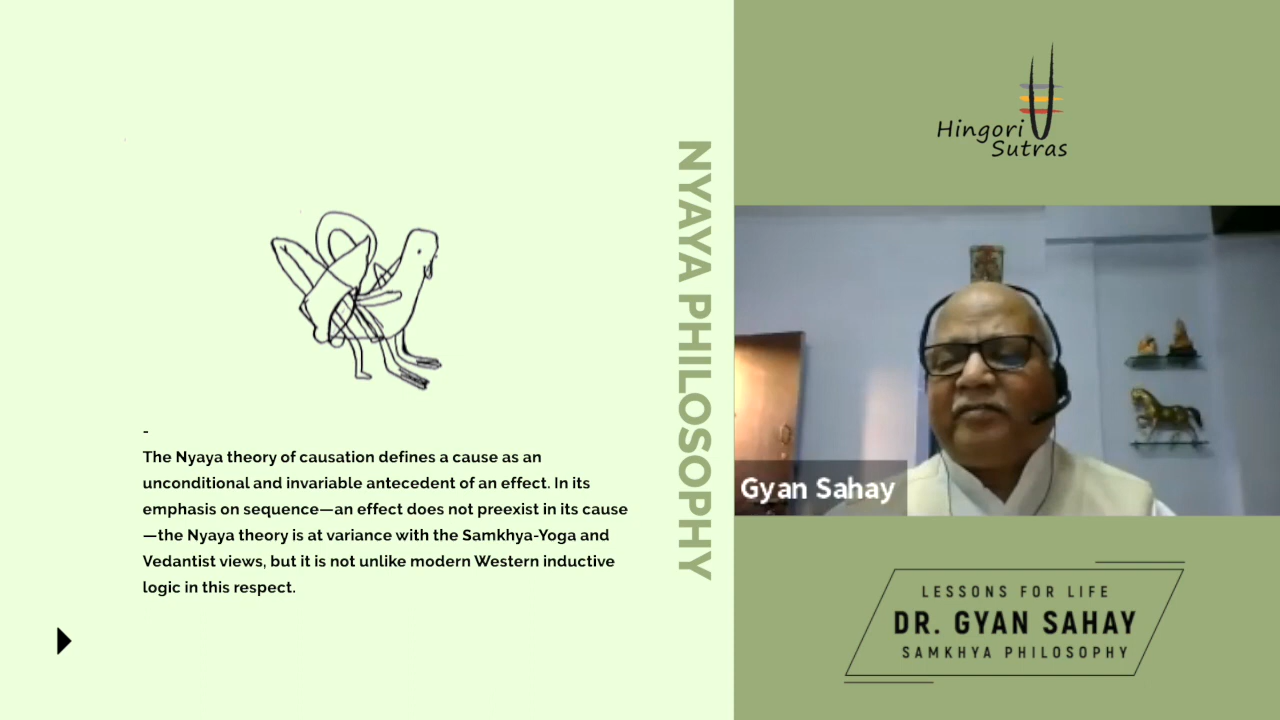 -
The Nyaya theory of causation defines a cause as an
unconditional and invariable antecedent of an effect. In its
emphasis on sequence—an effect does not preexist in its cause
—the Nyaya theory is at variance with the Samkhya-Yoga and
Vedantist views, but it is not unlike modern Western inductive
logic in this respect.
NYAYA PHILOSOPHY
Hingori
Sutras
Gyan Sahay
LESSONS FOR LIFE
DR. GYAN SAHAY
SAMKHYA PHILOSOPHY